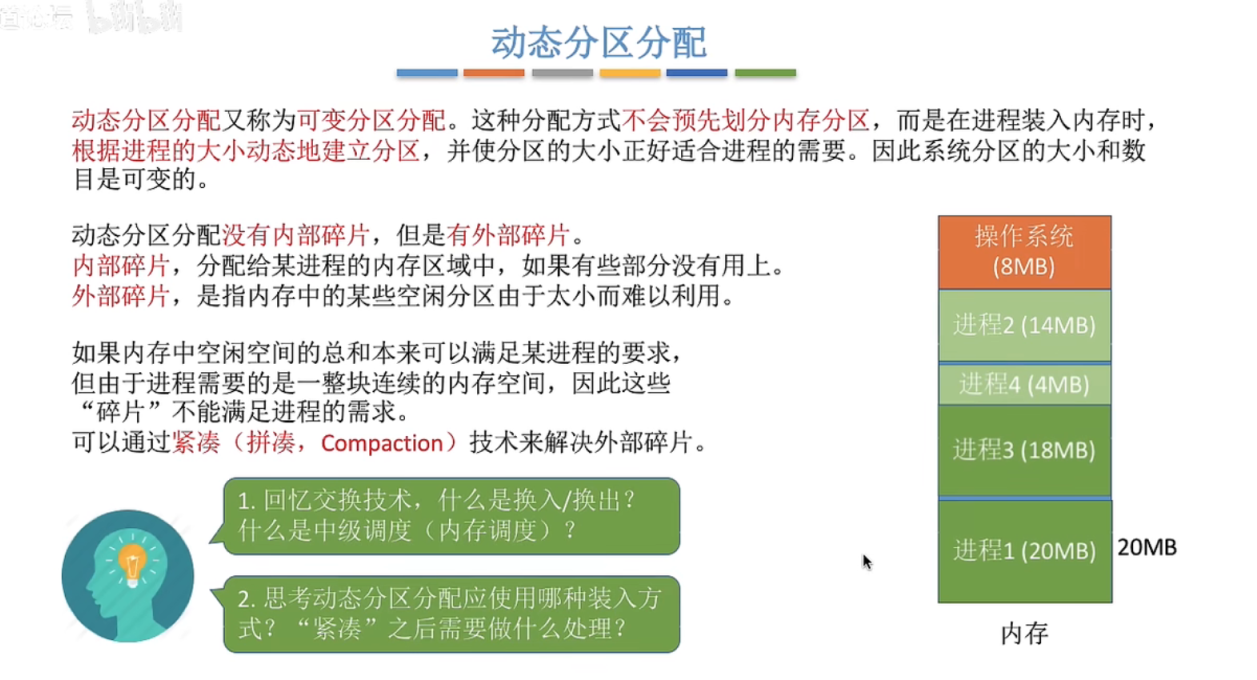 动态分区分配
动态分区分配又称为可变分区分配。这种分配方式不会预先划分内存分区，而是在进程装入内存时，
根据进程的大小动态地建立分区，并使分区的大小正好适合进程的需要。因此系统分区的大小和数
目是可变的。
动态分区分配没有内部碎片，但是有外部碎片。
内部碎片，分配给某进程的内存区域中，如果有些部分没有用上。
外部碎片，是指内存中的某些空闲分区由于太小而难以利用。
如果内存中空闲空间的总和本来可以满足某进程的要求，
但由于进程需要的是一整块连续的内存空间，因此这些
“碎片”不能满足进程的需求。
可以通过紧凑（拼凑，Compaction）技术来解决外部碎片。
1. 回忆交换技术，什么是换入/换出？
什么是中级调度（内存调度）？
2. 思考动态分区分配应使用哪种装入方
式？“紧凑”之后需要做什么处理？
操作系统
(8MB)
进程2 (14MB)
进程4 (4MB)
进程3 (18MB)
进程1 (20MB)
20MB
内存